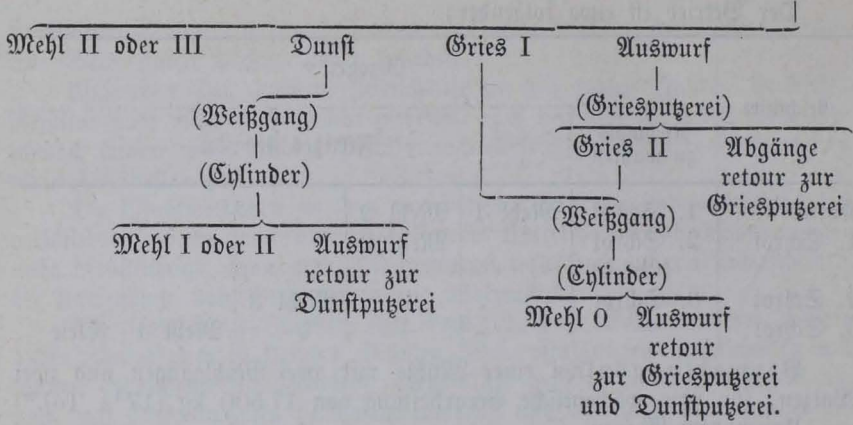 Mehl II oder III Dunst Gries I Auswurf
(Weißgang) (Griesputzerei)
Gries II Abgänge
(Cylinder) retour zur
(Weißgang) Griesputzerei
Mehl I oder II Auswurf
retour zur (Cylinder)
Dunstputzerei Mehl 0 Auswurf
retour
zur Griesputzerei
und Dunstputzerei.